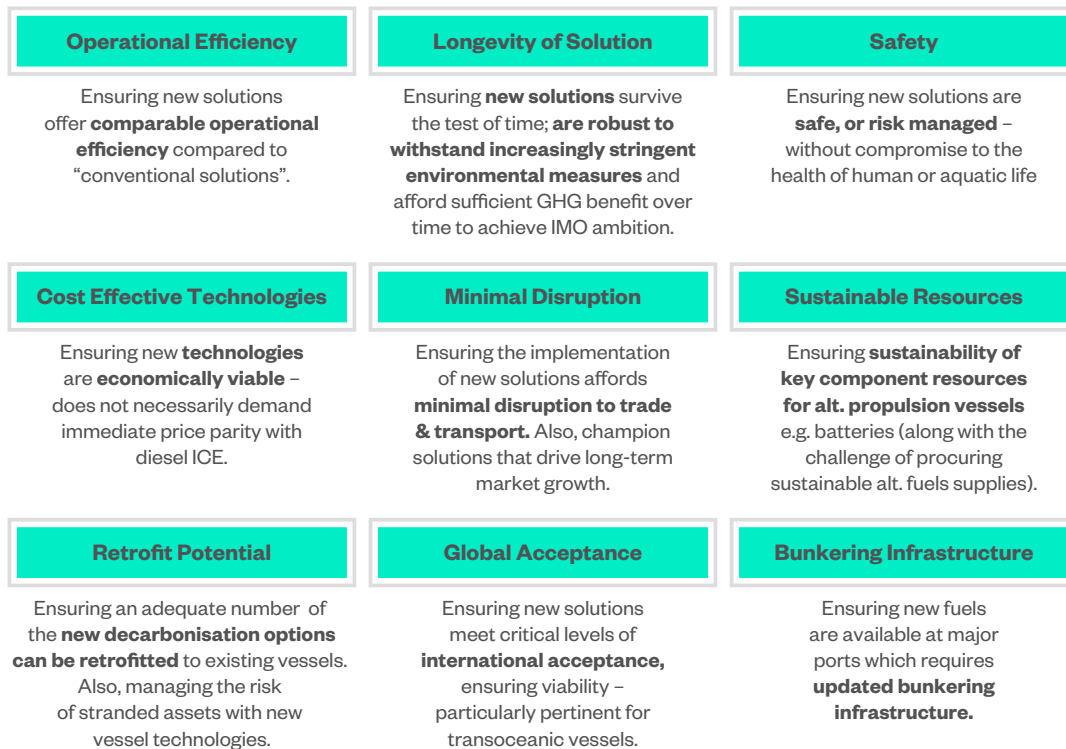 Operational Efficiency
Ensuring new solutions
offer comparable operational
efficiency compared to
“conventional solutions”.
Longevity of Solution
Ensuring new solutions survive
the test of time; are robust to
withstand increasingly stringent
environmental measures and
afford sufficient GHG benefit over
time to achieve IMO ambition.
Safety
Ensuring new solutions are
safe, or risk managed –
without compromise to the
health of human or aquatic life
Cost Effective Technologies
Ensuring new technologies
are economically viable –
does not necessarily demand
immediate price parity with
diesel ICE.
Minimal Disruption
Ensuring the implementation
of new solutions affords
minimal disruption to trade
& transport. Also, champion
solutions that drive long-term
market growth.
Sustainable Resources
Ensuring sustainability of
key component resources
for alt. propulsion vessels
e.g. batteries (along with the
challenge of procuring
sustainable alt. fuels supplies).
Retrofit Potential
Ensuring an adequate number of
the new decarbonisation options
can be retrofitted to existing vessels.
Also, managing the risk
of stranded assets with new
vessel technologies.
Global Acceptance
Ensuring new solutions
meet critical levels of
international acceptance,
ensuring viability –
particularly pertinent for
transoceanic vessels.
Bunkering Infrastructure
Ensuring new fuels
are available at major
ports which requires
updated bunkering
infrastructure.